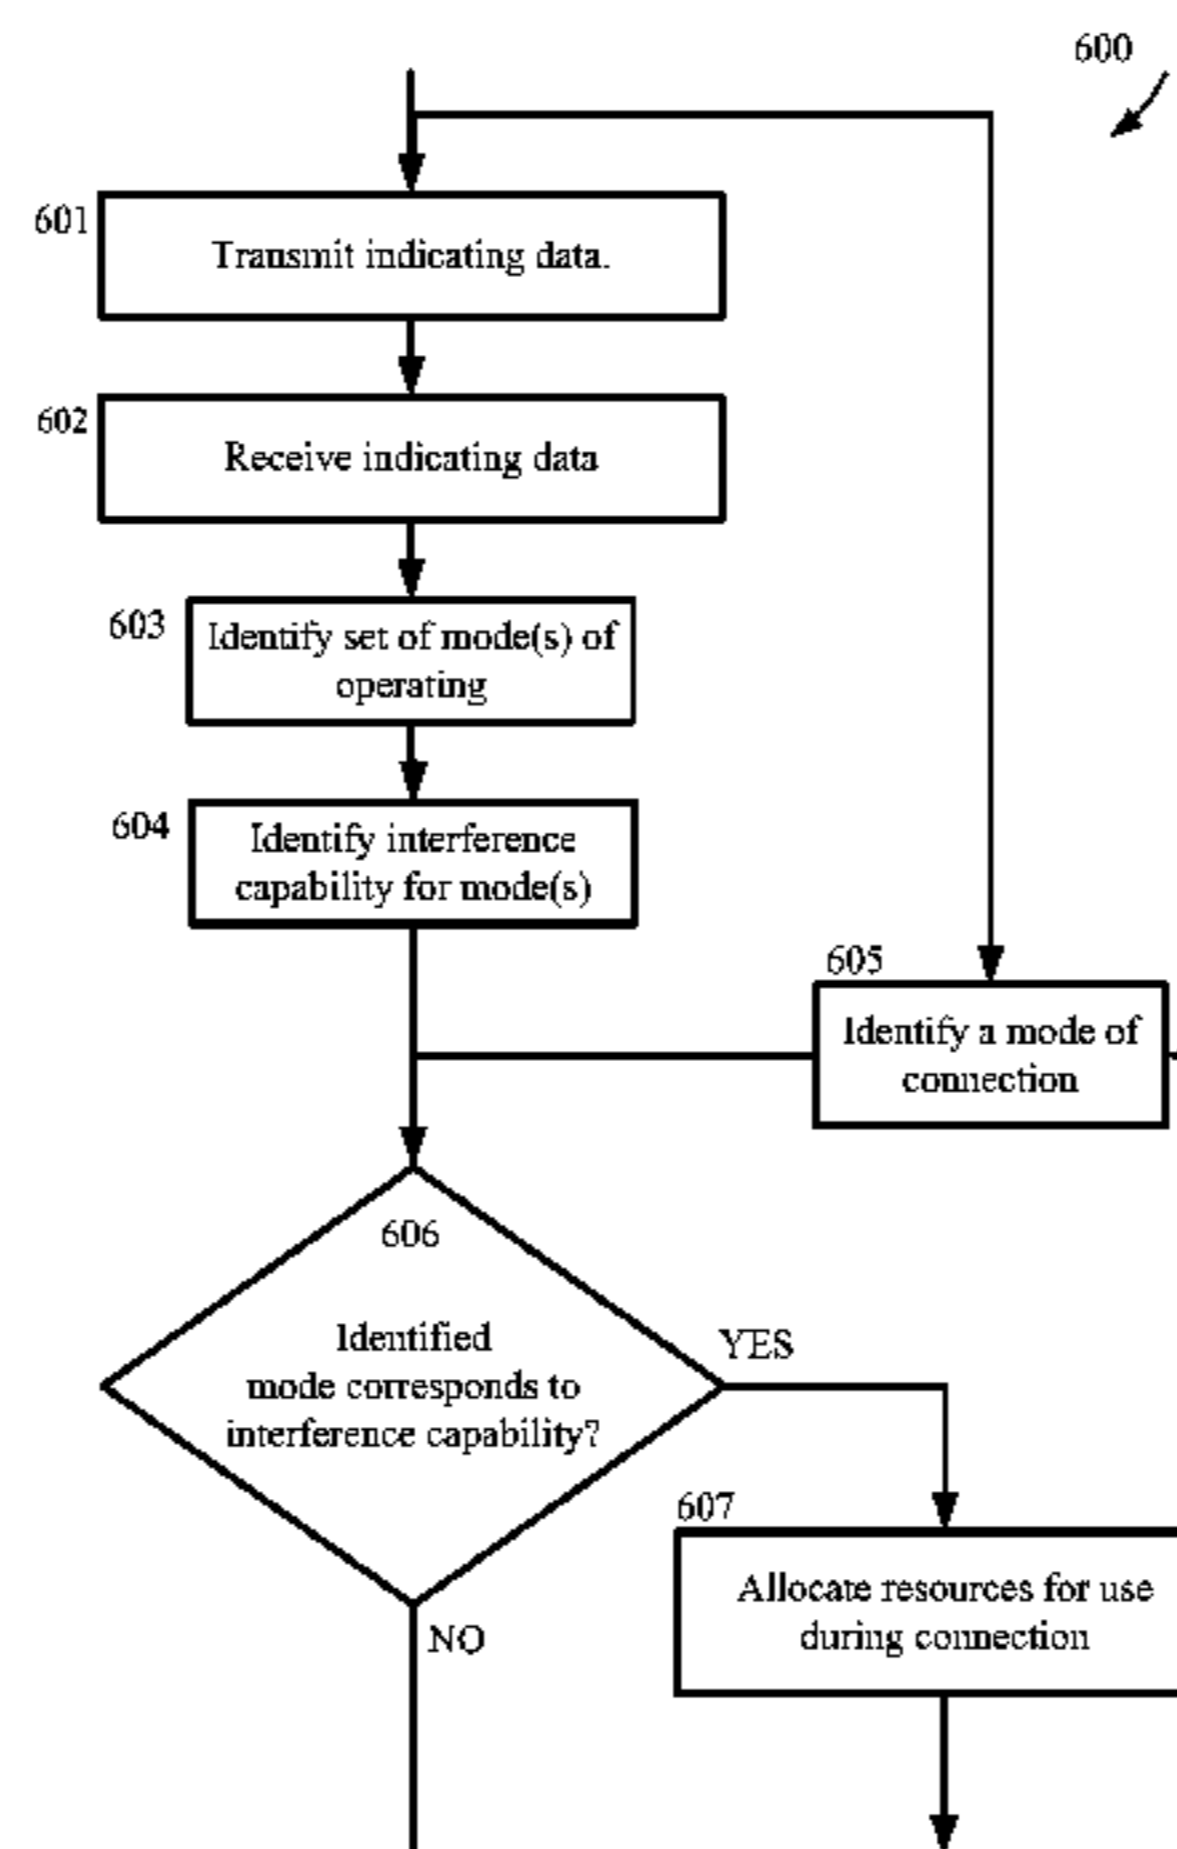 600
601
Transmit indicating data.
602
Receive indicating data
603
Identify set of mode(s) of
operating
604
Identify interference
capability for mode(s)
605
Identify a mode of
connection
606
Identified
mode corresponds to
interference capability?
YES
607
Allocate resources for use
during connection
NO